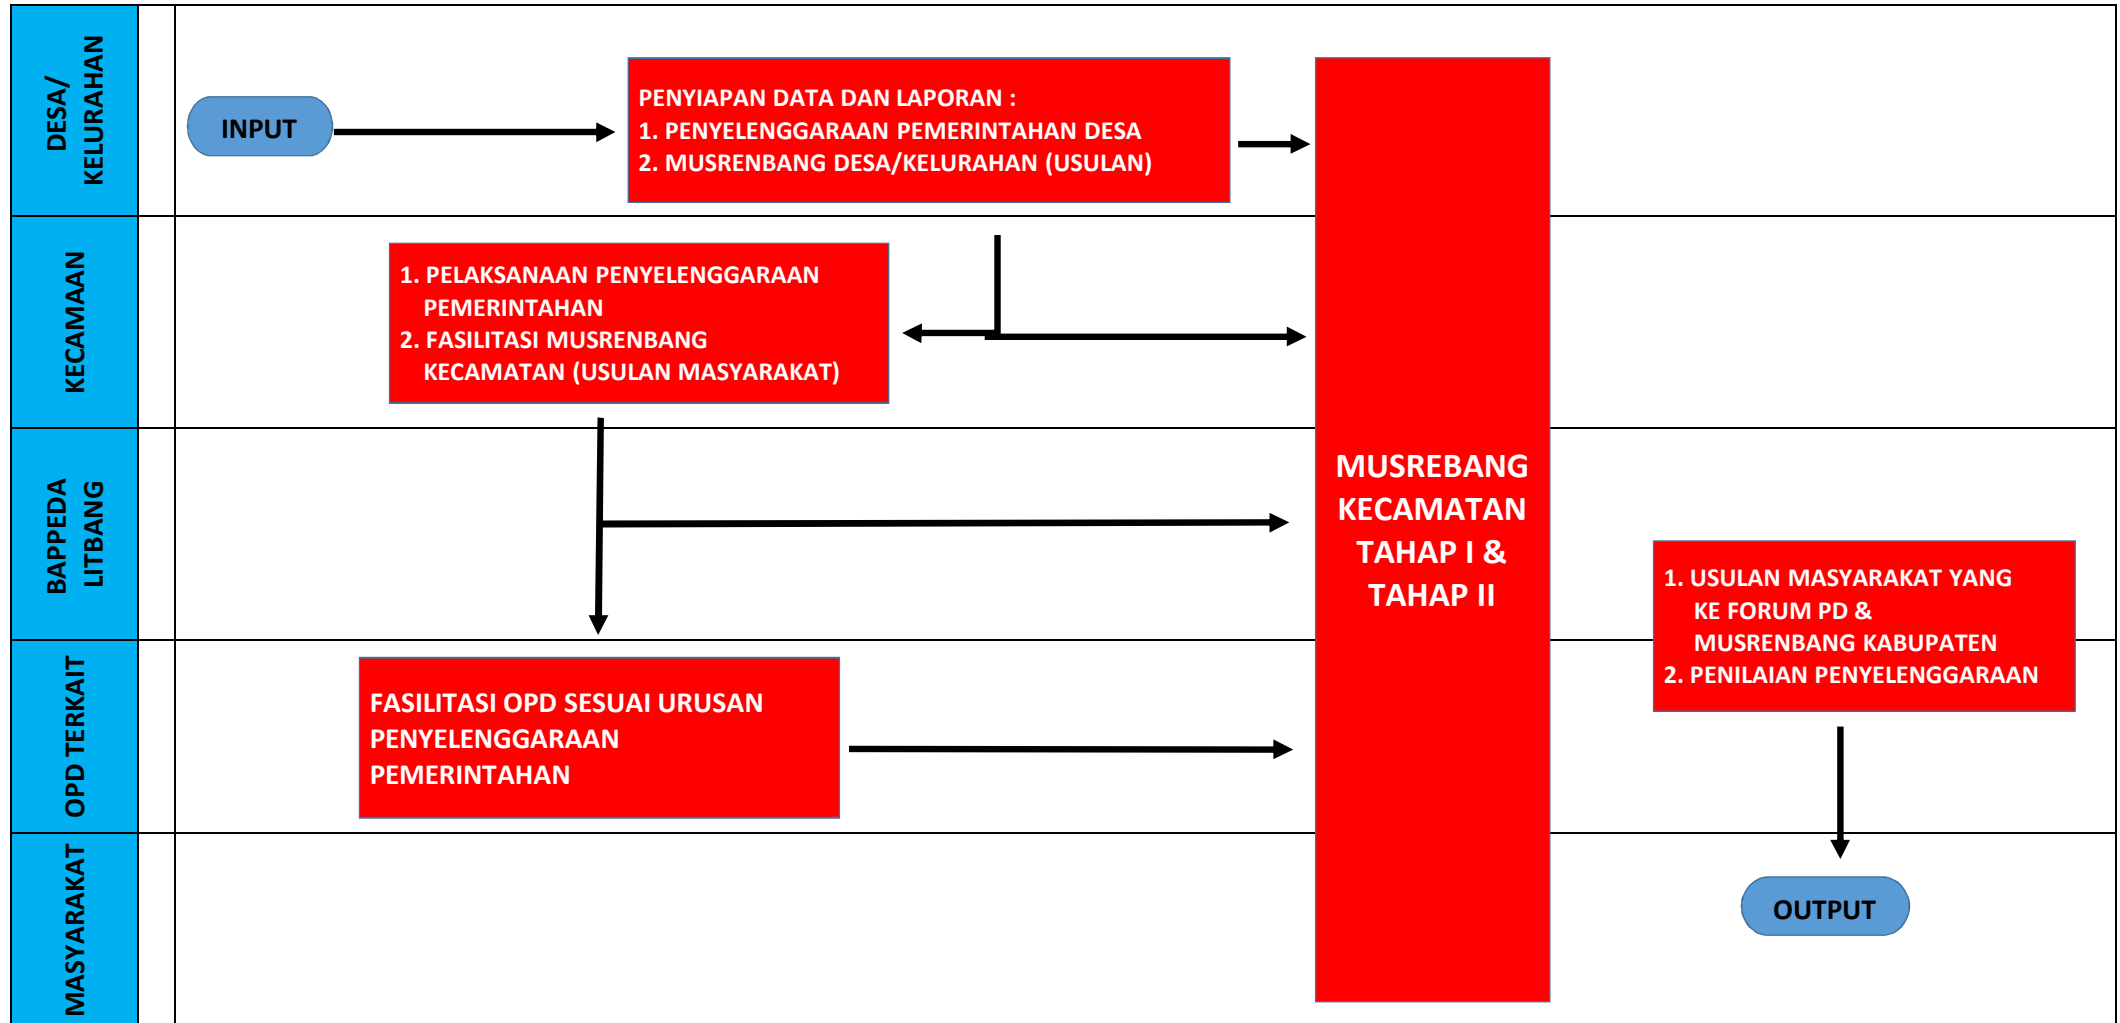 DESA/
KELURAHAN
INPUT
PENYIAPAN DATA DAN LAPORAN :
1. PENYELENGGARAAN PEMERINTAHAN DESA
2. MUSRENBANG DESA/KELURAHAN (USULAN)
KECAMAAN
1. PELAKSANAAN PENYELENGGARAAN
PEMERINTAHAN
2. FASILITASI MUSRENBANG
KECAMATAN (USULAN MASYARAKAT)
BAPPEDA
LITBANG
MUSREBANG
KECAMATAN
TAHAP I &
TAHAP II
1. USULAN MASYARAKAT YANG
KE FORUM PD &
MUSRENBANG KABUPATEN
2. PENILAIAN PENYELENGGARAAN
OPD TERKAIT
FASILITASI OPD SESUAI URUSAN
PENYELENGGARAAN
PEMERINTAHAN
MASYARAKAT
OUTPUT